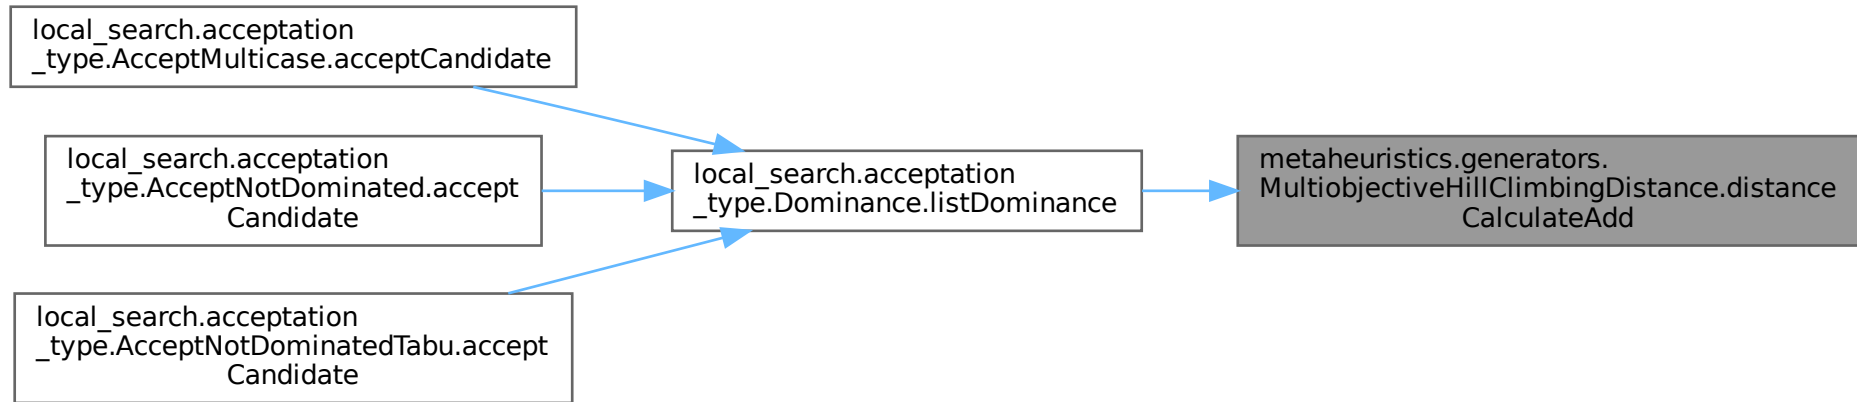 local_search.acceptation
_type.AcceptMulticase.acceptCandidate
local_search.acceptation
_type.AcceptNotDominated.accept
Candidate
local_search.acceptation
_type.AcceptNotDominatedTabu.accept
Candidate
local_search.acceptation
_type.Dominance.listDominance
metaheuristics.generators.
MultiobjectiveHillClimbingDistance.distance
CalculateAdd